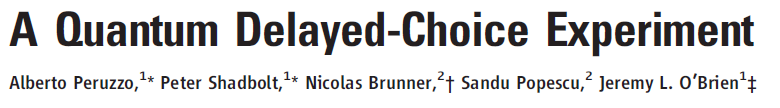 A Quantum Delayed-Choice Experiment
Alberto Peruzzo,¹* Peter Shadbolt,¹* Nicolas Brunner,²† Sandu Popescu,² Jeremy L. O’Brien¹‡